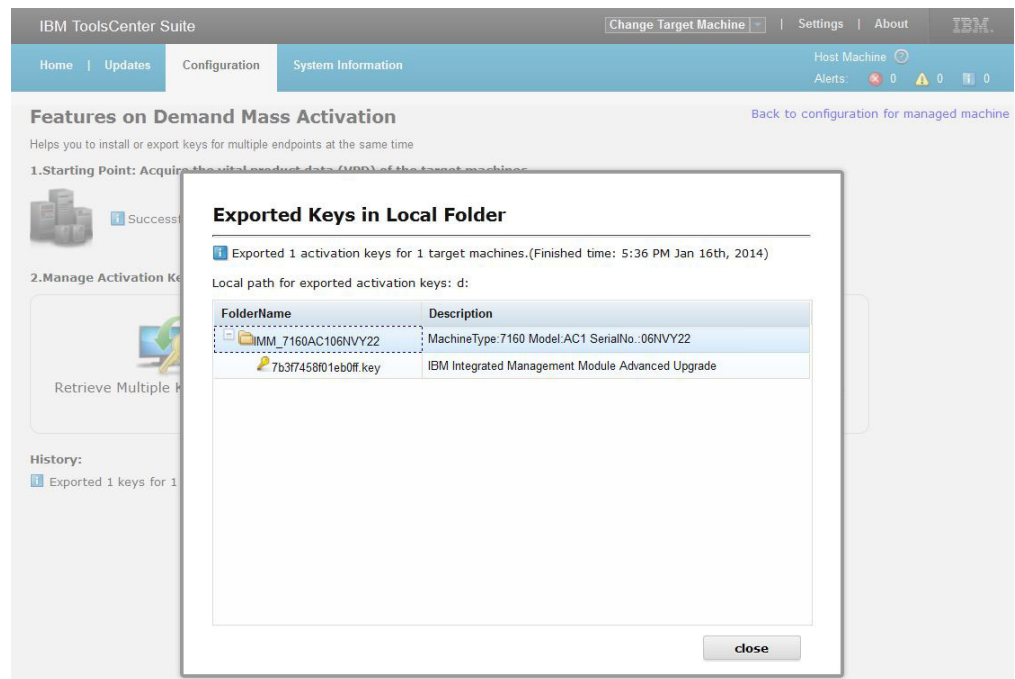 IBM ToolsCenter Suite
Change Target Machine | Settings | About IBM.
Home | Updates Configuration System Information
Host Machine
Alerts: 0 0 0
Features on Demand Mass Activation
Back to configuration for managed machine
Helps you to install or export keys for multiple endpoints at the same time
1.Starting Point: Acquire the vital product data (VPD) of the target machines
Successf
2.Manage Activation Ke
Retrieve Multiple K
History:
Exported 1 keys for 1
Exported Keys in Local Folder
Exported 1 activation keys for 1 target machines.(Finished time: 5:36 PM Jan 16th, 2014)
Local path for exported activation keys: d:
FolderName Description
IMM_7160AC106NVY22 MachineType:7160 Model:AC1 SerialNo.:06NVY22
7b3f7458f01eb0ff.key IBM Integrated Management Module Advanced Upgrade
close